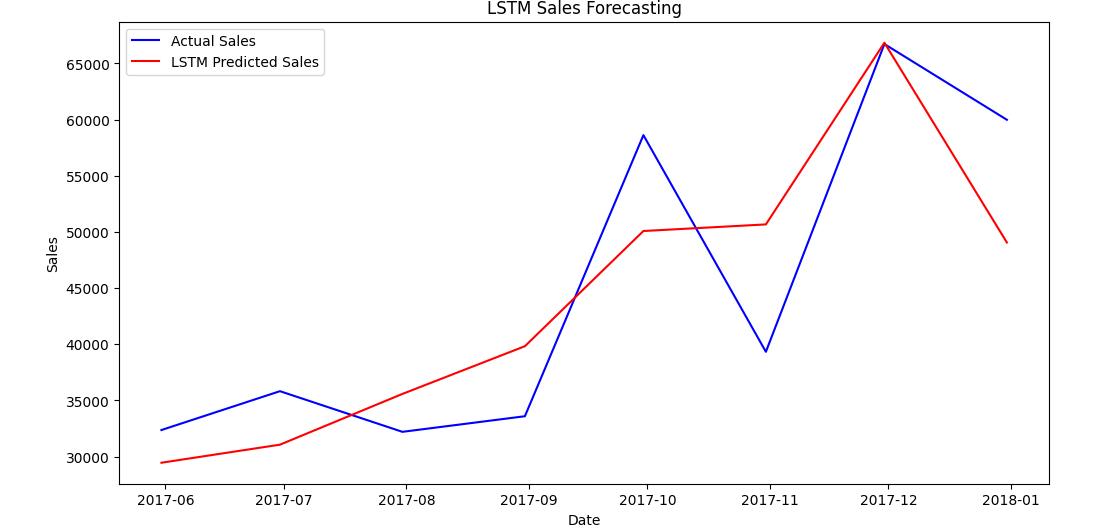 LSTM Sales Forecasting
Actual Sales
LSTM Predicted Sales
65000
60000
55000
50000
45000
40000
35000
30000
Sales
2017-06 2017-07 2017-08 2017-09 2017-10 2017-11 2017-12 2018-01
Date